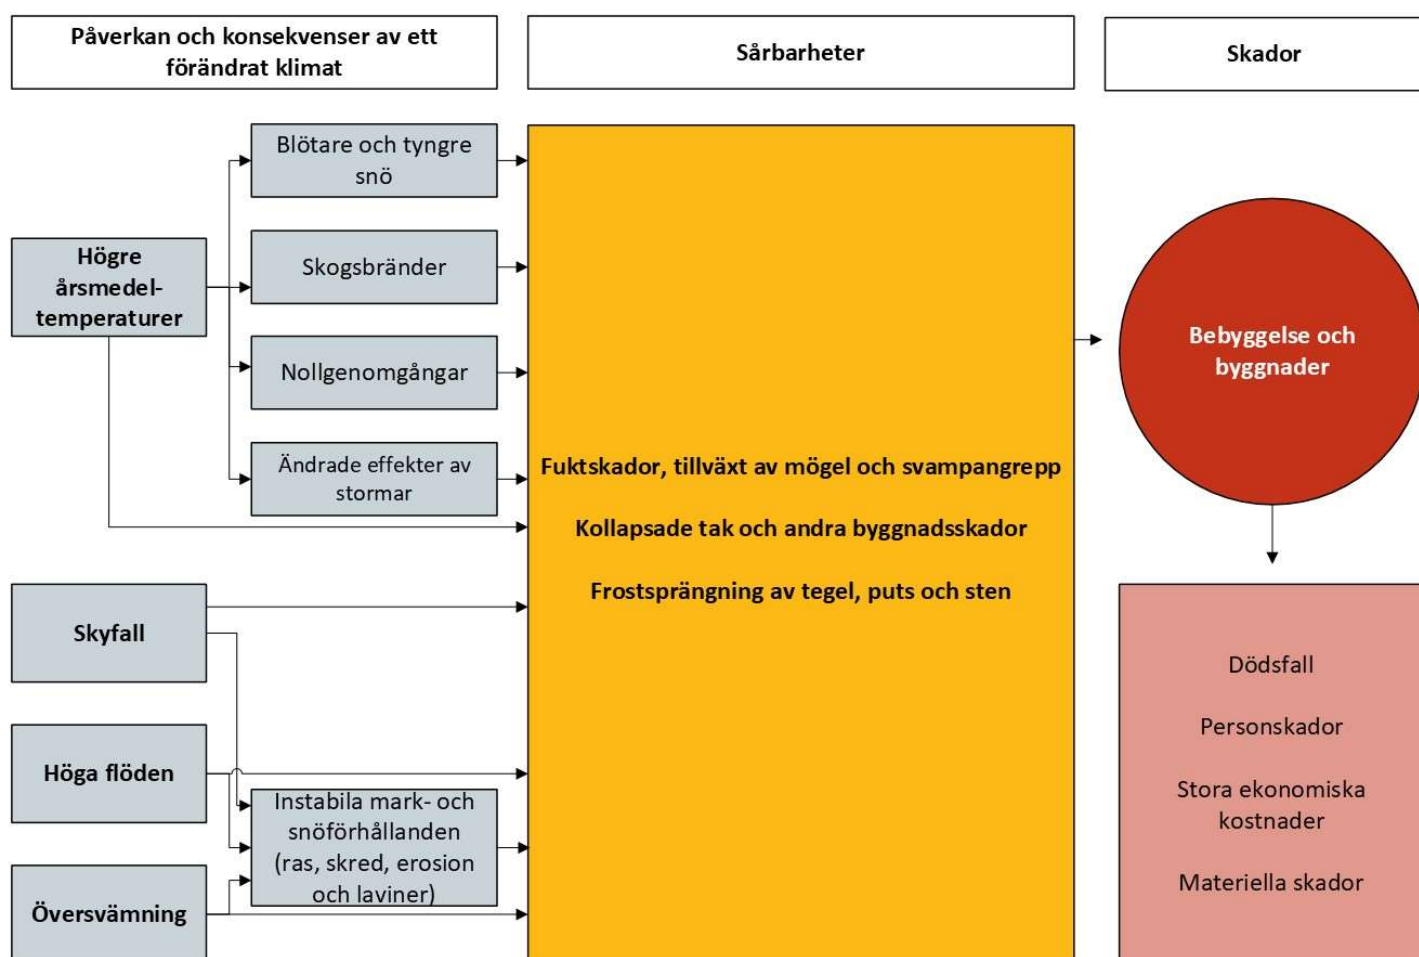 Påverkan och konsekvenser av ett
förändrat klimat
Sårbarheter
Skador
Blötare och tyngre
snö
Högre
årsmedel-
temperaturer
Skogsbränder
Nollgenomgångar
Ändrade effekter av
stormar
Skyfall
Höga flöden
Instabila mark- och
snöförhållanden
(ras, skred, erosion
och laviner)
Översvämning
Fuktskador, tillväxt av mögel och svampangrepp
Kollapsade tak och andra byggnadsskador
Frostsprängning av tegel, puts och sten
Bebyggelse och
byggnader
Dödsfall
Personskador
Stora ekonomiska
kostnader
Materiella skador